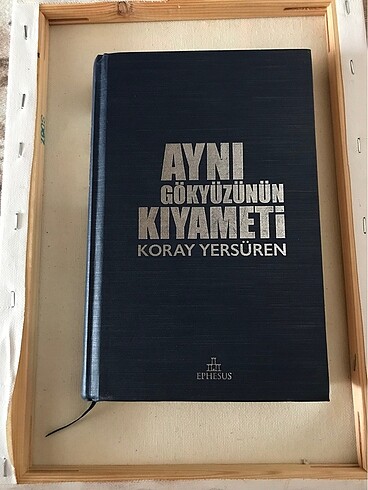 AYNI
GÖKYÜZÜNÜN
KIYAMETİ
KORAY YERSÜREN
EPHESUS